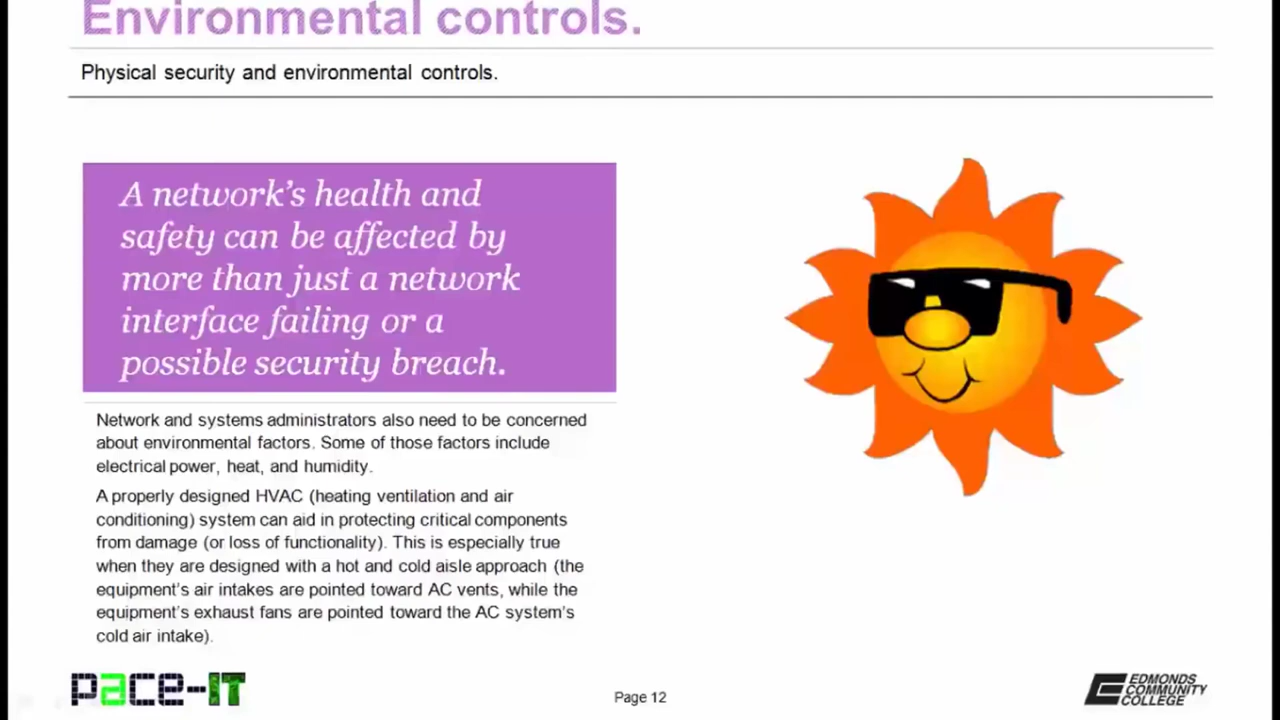 Environmental controls.
Physical security and environmental controls.
A network's health and
safety can be affected by
more than just a network
interface failing or a
possible security breach.
Network and systems administrators also need to be concerned
about environmental factors. Some of those factors include
electrical power, heat, and humidity.
A properly designed HVAC (heating ventilation and air
conditioning) system can aid in protecting critical components
from damage (or loss of functionality). This is especially true
when they are designed with a hot and cold aisle approach (the
equipment's air intakes are pointed toward AC vents, while the
equipment's exhaust fans are pointed toward the AC system's
cold air intake).
pace-IT
Page 12
EDMONDS
COMMUNITY
COLLEGE